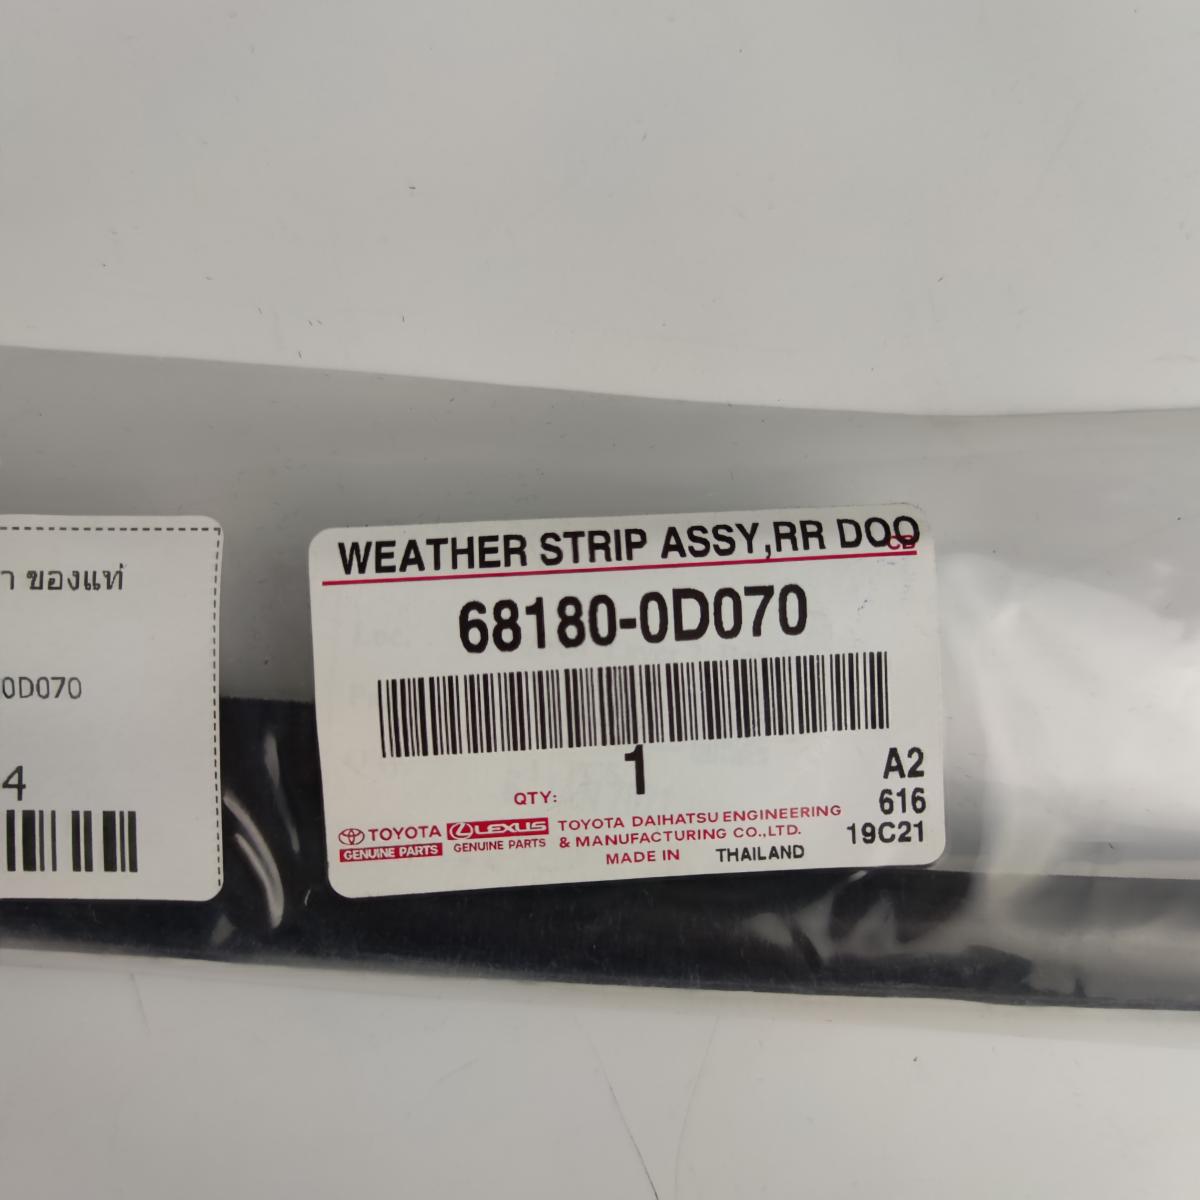 า ของแท่
0D070
4
WEATHER STRIP ASSY,RR DOO
CB
68180-0D070
1
QTY:
A2
616
19C21
TOYOTA
GENUINE PARTS
LEXUS
GENUINE PARTS
TOYOTA DAIHATSU ENGINEERING
& MANUFACTURING CO.,LTD.
MADE IN THAILAND